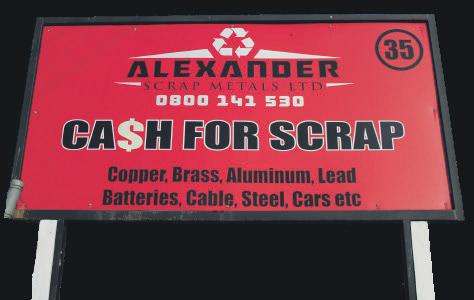 35
ALEXANDER
SCRAP METALS LTD
0800 141 530
CA$H FOR SCRAP
Copper, Brass, Aluminum, Lead
Batteries, Cable, Steel, Cars etc